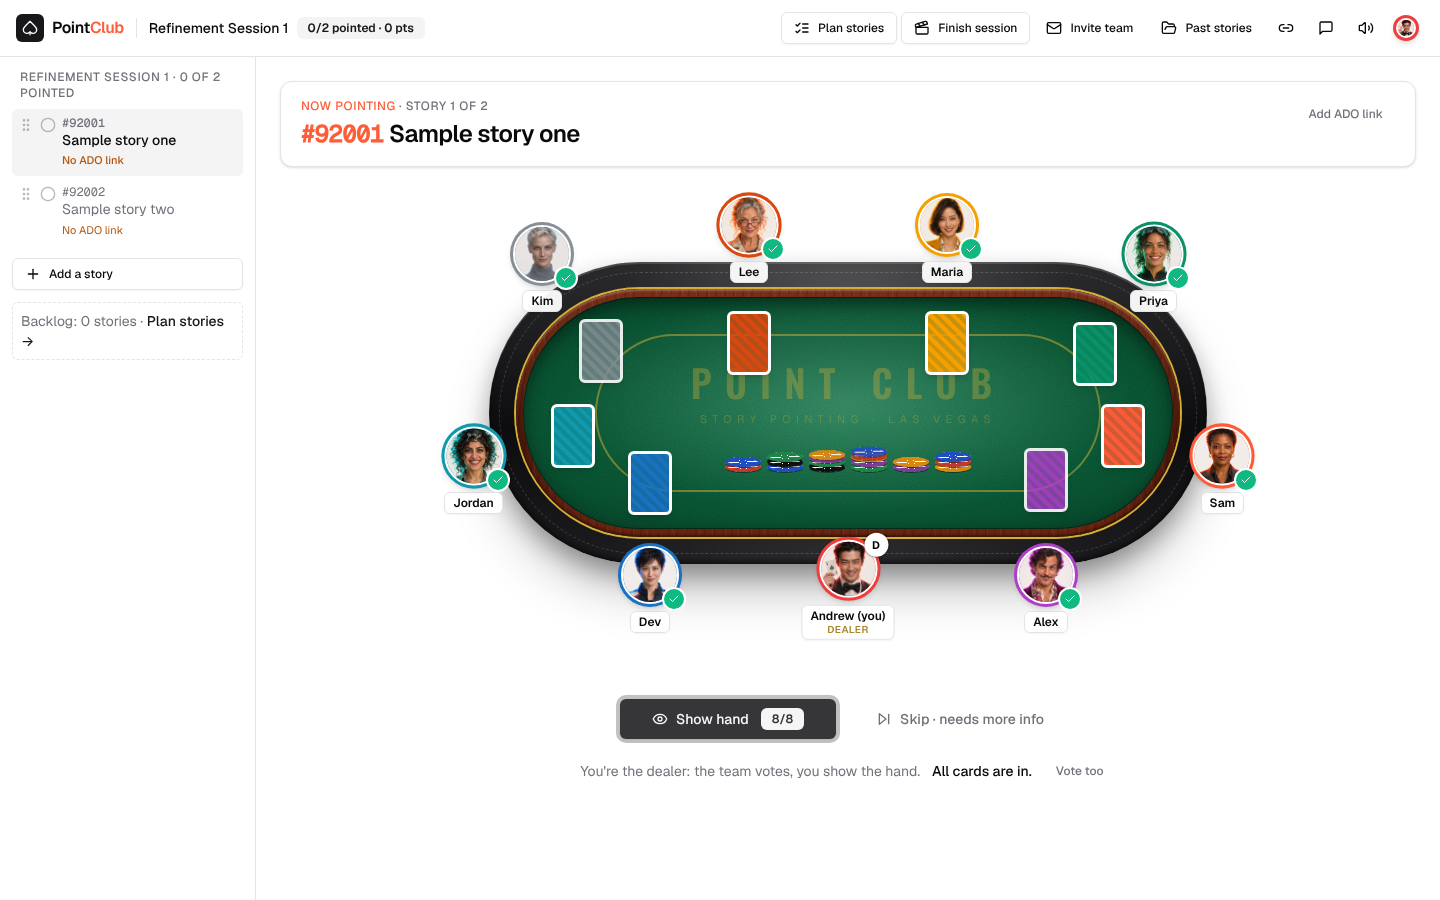 PointClub
Refinement Session 1
0/2 pointed · 0 pts
Plan stories
Finish session
Invite team
Past stories
REFINEMENT SESSION 1 · 0 OF 2
POINTED
#92001
Sample story one
No ADO link
#92002
Sample story two
No ADO link
Add a story
Backlog: 0 stories · Plan stories
→
NOW POINTING · STORY 1 OF 2
#92001 Sample story one
Add ADO link
Lee
Maria
Kim
Priya
POINT CLUB
STORY POINTING · LAS VEGAS
Jordan
Sam
D
Dev
Andrew (you)
DEALER
Alex
Show hand
8/8
Skip · needs more info
You're the dealer: the team votes, you show the hand. All cards are in.
Vote too